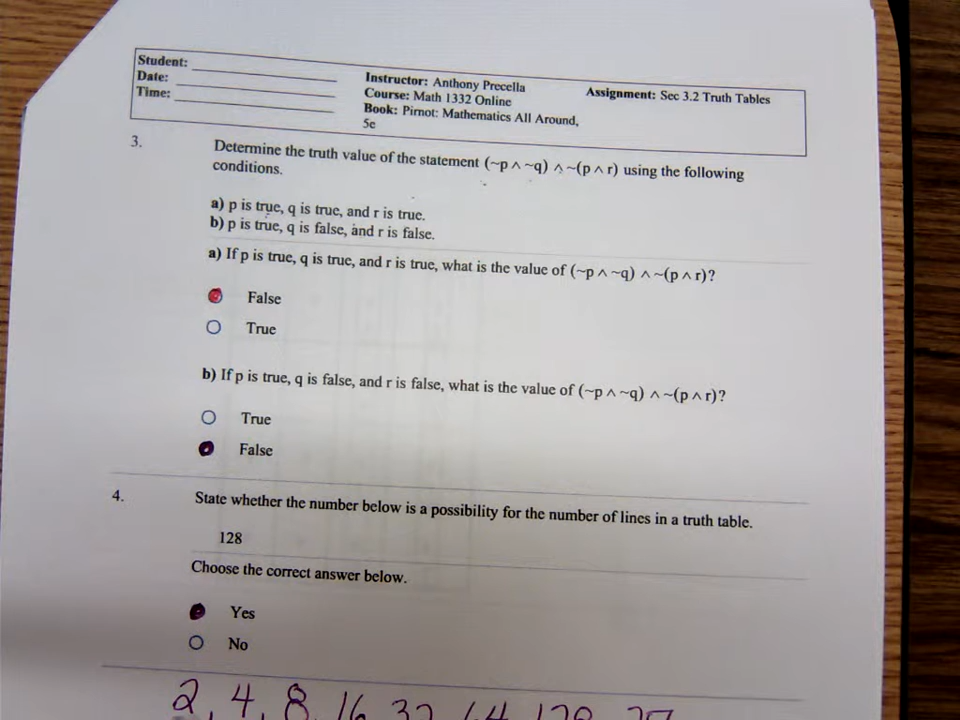 Student:
Date:
Time:
Instructor: Anthony Precella
Course: Math 1332 Online
Book: Pirnot: Mathematics All Around,
5e
Assignment: Sec 3.2 Truth Tables
3. Determine the truth value of the statement (~p ∧ ~q) ∧ ~(p ∧ r) using the following
conditions.
a) p is true, q is true, and r is true.
b) p is true, q is false, and r is false.
a) If p is true, q is true, and r is true, what is the value of (~p ∧ ~q) ∧ ~(p ∧ r)?
False
True
b) If p is true, q is false, and r is false, what is the value of (~p ∧ ~q) ∧ ~(p ∧ r)?
True
False
4. State whether the number below is a possibility for the number of lines in a truth table.
128
Choose the correct answer below.
Yes
No
2, 4, 8, 16, 32, 64, 128